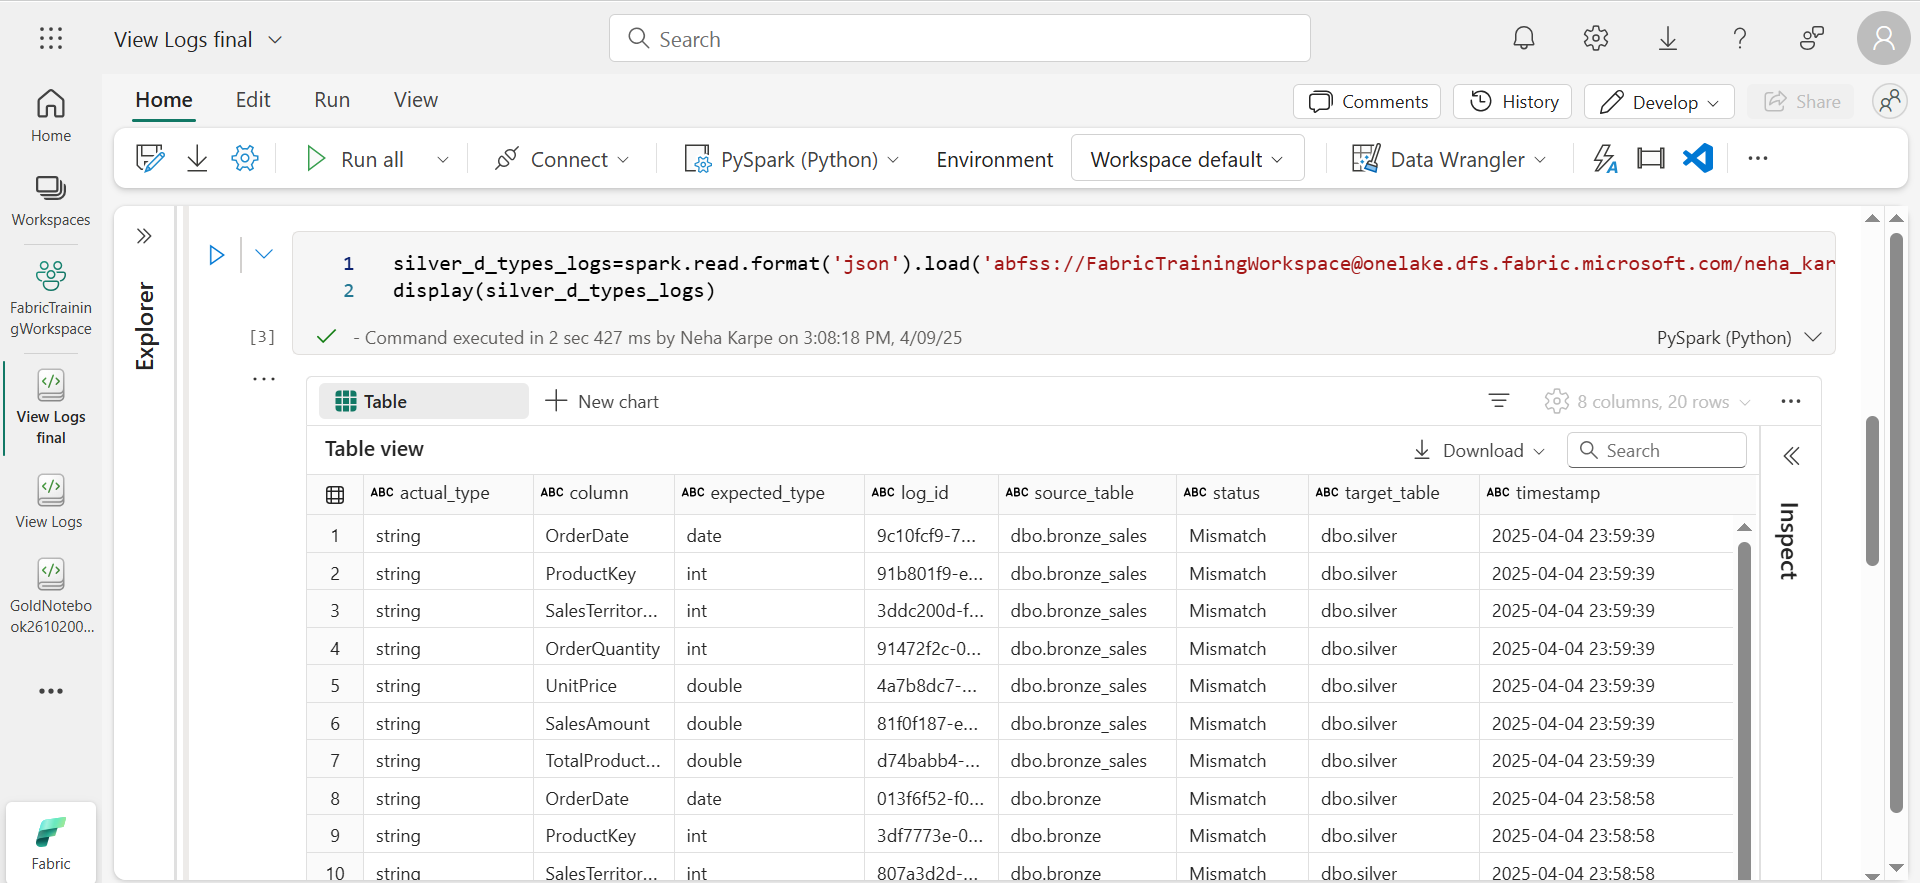 View Logs final
Search
Home Edit Run View
Comments History Develop Share
Run all Connect PySpark (Python) Environment Workspace default Data Wrangler
Home
Workspaces
FabricTrainin
gWorkspace
View Logs
final
View Logs
GoldNotebo
ok2610200...
Fabric
Explorer
1 silver_d_types_logs=spark.read.format('json').load('abfss://FabricTrainingWorkspace@onelake.dfs.fabric.microsoft.com/neha_kar
2 display(silver_d_types_logs)
[3] - Command executed in 2 sec 427 ms by Neha Karpe on 3:08:18 PM, 4/09/25 PySpark (Python)
Table New chart 8 columns, 20 rows
Table view Download Search
Inspect
ABC actual_type ABC column ABC expected_type ABC log_id ABC source_table ABC status ABC target_table ABC timestamp
1 string OrderDate date 9c10fcf9-7... dbo.bronze_sales Mismatch dbo.silver 2025-04-04 23:59:39
2 string ProductKey int 91b801f9-e... dbo.bronze_sales Mismatch dbo.silver 2025-04-04 23:59:39
3 string SalesTerritor... int 3ddc200d-f... dbo.bronze_sales Mismatch dbo.silver 2025-04-04 23:59:39
4 string OrderQuantity int 91472f2c-0... dbo.bronze_sales Mismatch dbo.silver 2025-04-04 23:59:39
5 string UnitPrice double 4a7b8dc7-... dbo.bronze_sales Mismatch dbo.silver 2025-04-04 23:59:39
6 string SalesAmount double 81f0f187-e... dbo.bronze_sales Mismatch dbo.silver 2025-04-04 23:59:39
7 string TotalProduct... double d74babb4-... dbo.bronze_sales Mismatch dbo.silver 2025-04-04 23:59:39
8 string OrderDate date 013f6f52-f0... dbo.bronze Mismatch dbo.silver 2025-04-04 23:58:58
9 string ProductKey int 3df7773e-0... dbo.bronze Mismatch dbo.silver 2025-04-04 23:58:58
10 string SalesTerritor... int 807a3d2d-... dbo.bronze Mismatch dbo.silver 2025-04-04 23:58:58